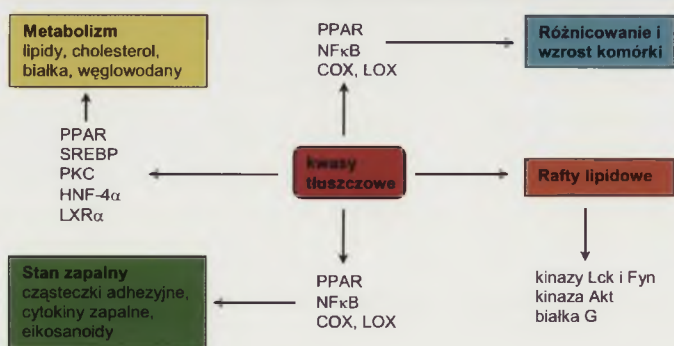 Metabolizm
lipidy, cholesterol,
białka, węglowodany
PPAR
NFκB
COX, LOX
Różnicowanie i
wzrost komórki
PPAR
SREBP
PKC
HNF-4α
LXRα
kwasy
tłuszczowe
Rafty lipidowe
Stan zapalny
cząsteczki adhezyjne,
cytokiny zapalne,
eikosanoidy
PPAR
NFκB
COX, LOX
kinazy Lck i Fyn
kinaza Akt
białka G